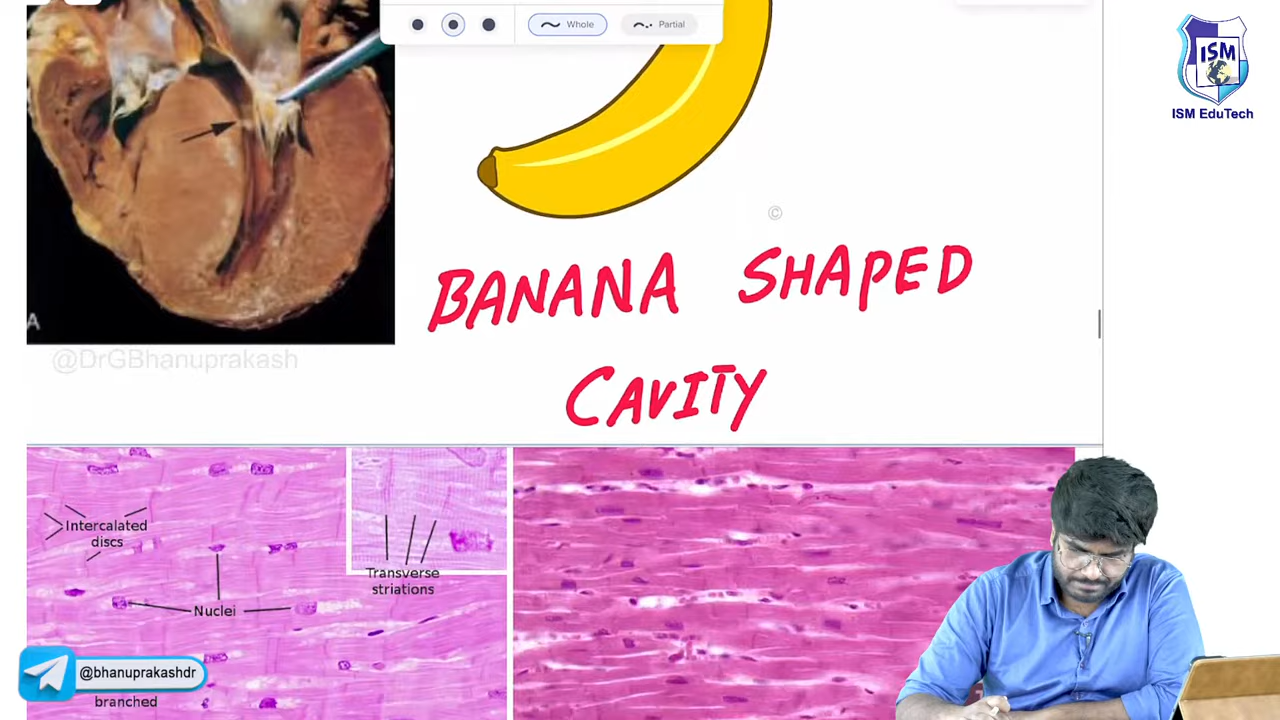 Whole
Partial
ISM
ISM EduTech
©
BANANA SHAPED
CAVITY
A
@DrGBhanuprakash
Intercalated
discs
Transverse
striations
Nuclei
@bhanuprakashdr
branched